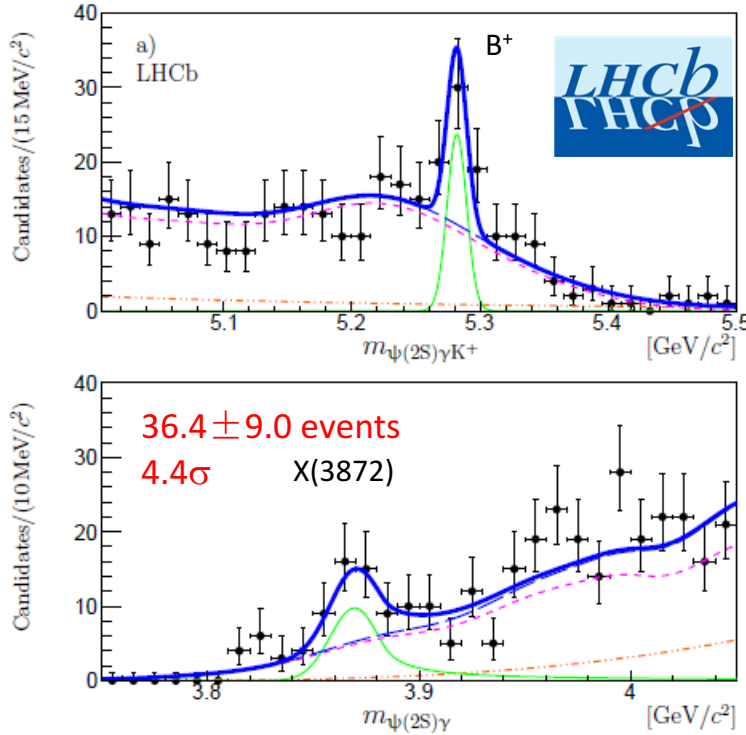 40
30
20
10
0
Candidates/(15 MeV/c²)
a)
LHCb
B⁺
LHCb
LHCb
5.1
5.2
5.3
5.4
5.5
m_ψ(2S)γK⁺
[GeV/c²]
40
30
20
10
0
Candidates/(10 MeV/c²)
36.4±9.0 events
4.4σ X(3872)
3.8
3.9
4
m_ψ(2S)γ
[GeV/c²]